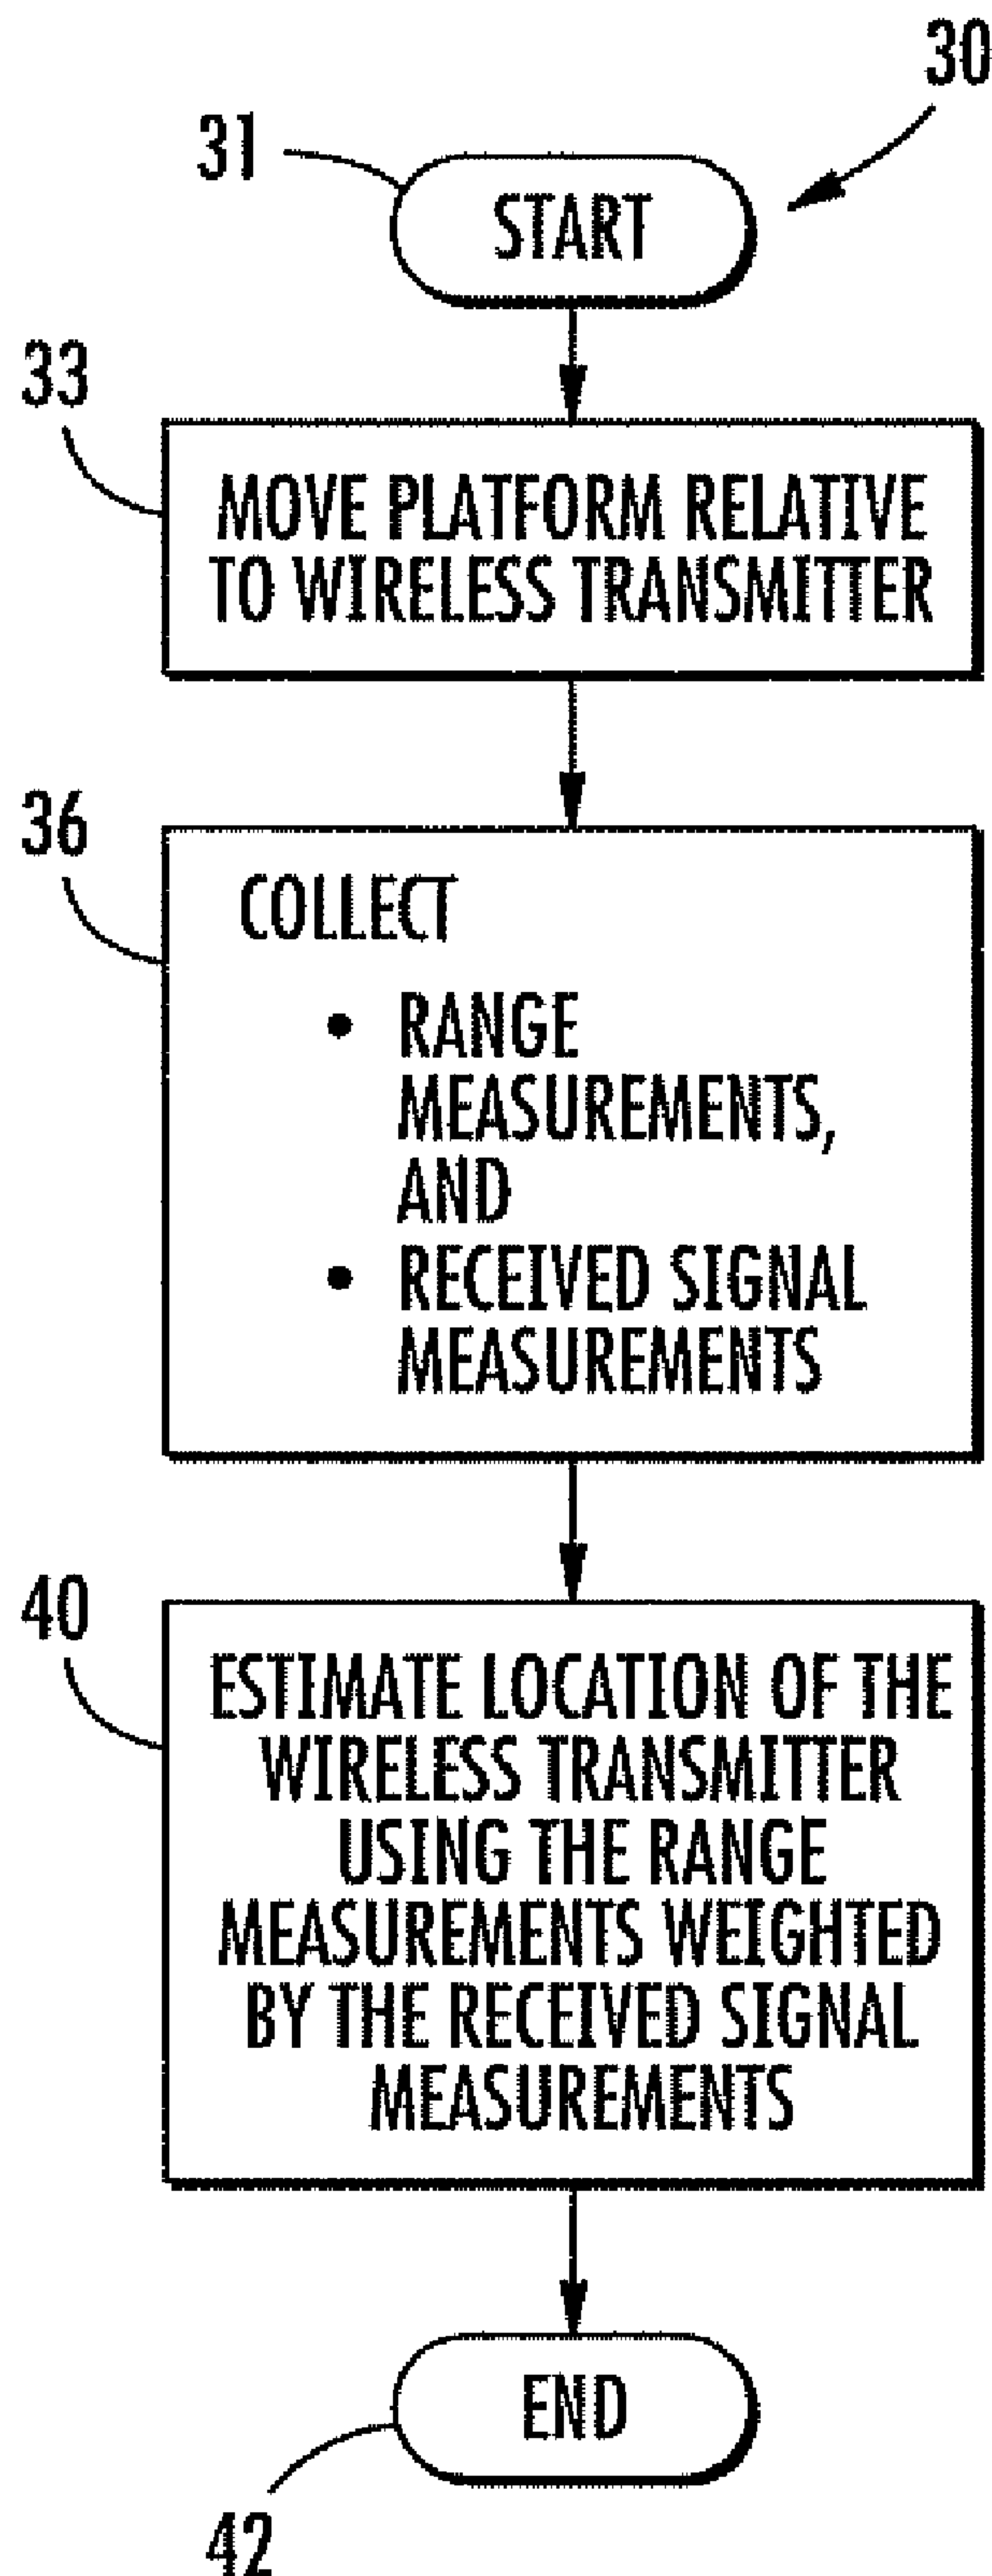 30
31
START
33
MOVE PLATFORM RELATIVE
TO WIRELESS TRANSMITTER
36
COLLECT
• RANGE
MEASUREMENTS,
AND
• RECEIVED SIGNAL
MEASUREMENTS
40
ESTIMATE LOCATION OF THE
WIRELESS TRANSMITTER
USING THE RANGE
MEASUREMENTS WEIGHTED
BY THE RECEIVED SIGNAL
MEASUREMENTS
END
42